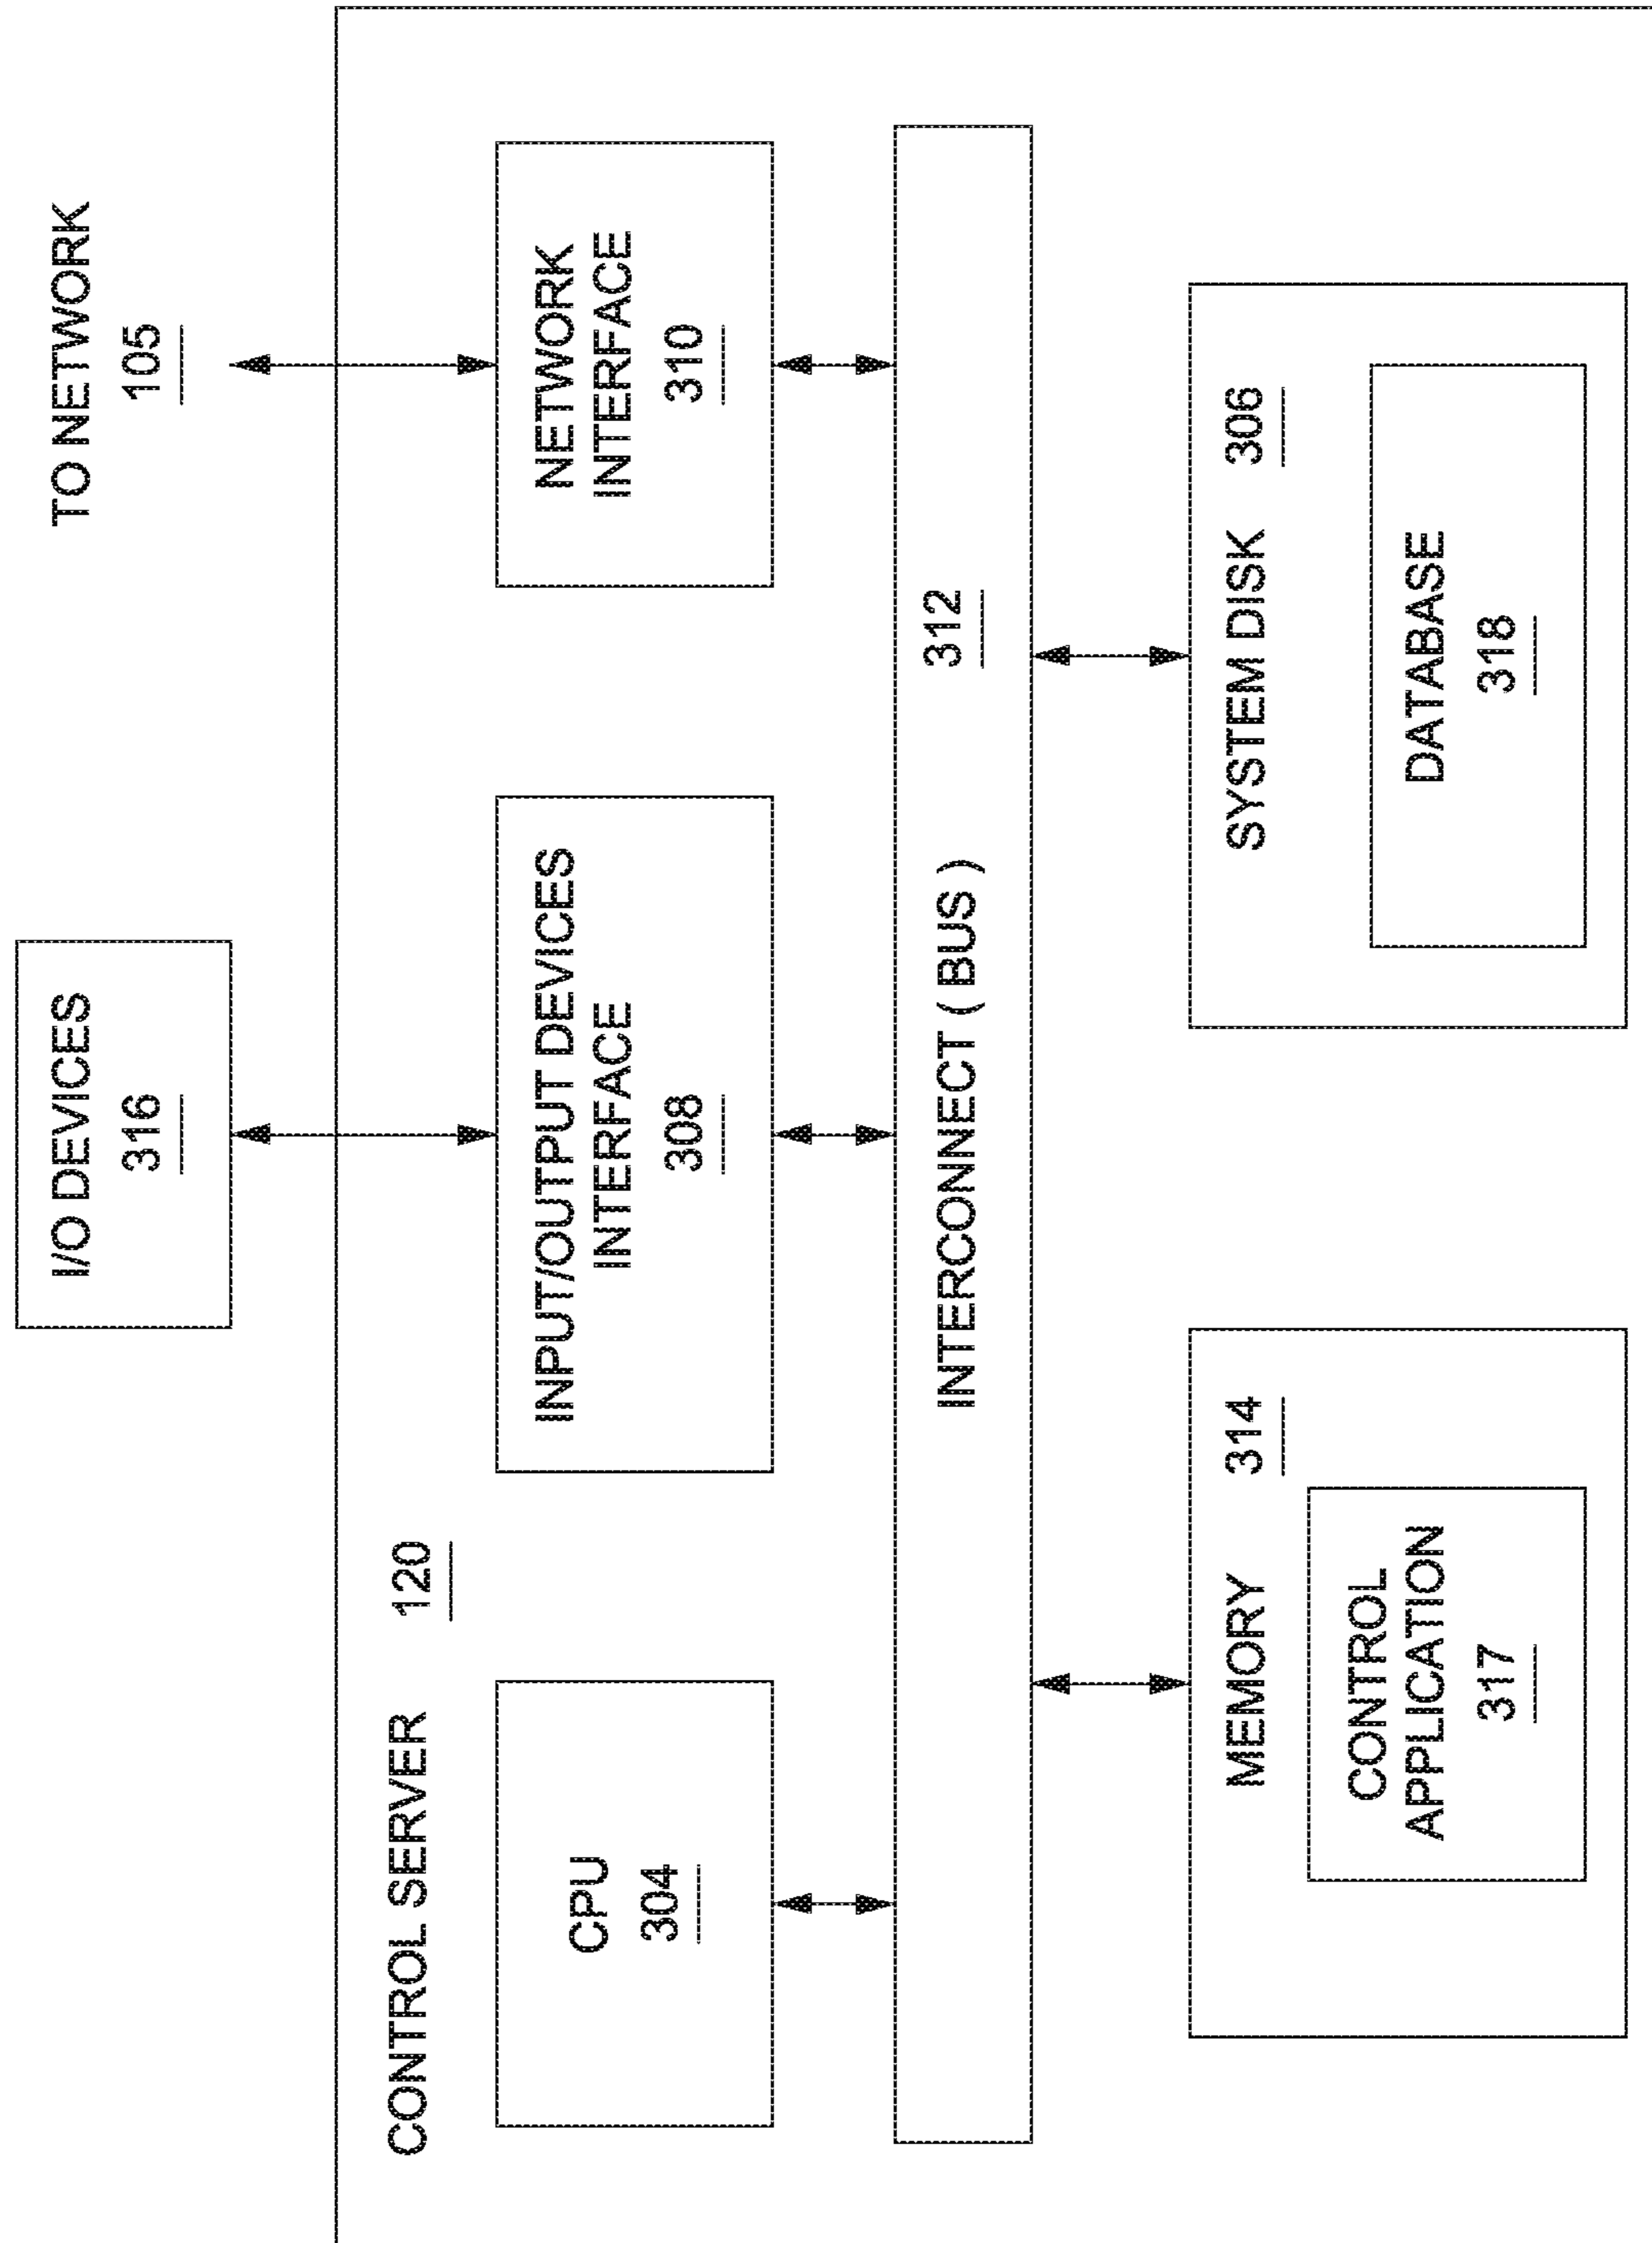 I/O DEVICES
316
TO NETWORK
105
CONTROL SERVER 120
CPU
304
INPUT/OUTPUT DEVICES
INTERFACE
308
NETWORK
INTERFACE
310
INTERCONNECT ( BUS ) 312
MEMORY 314
CONTROL
APPLICATION
317
SYSTEM DISK 306
DATABASE
318